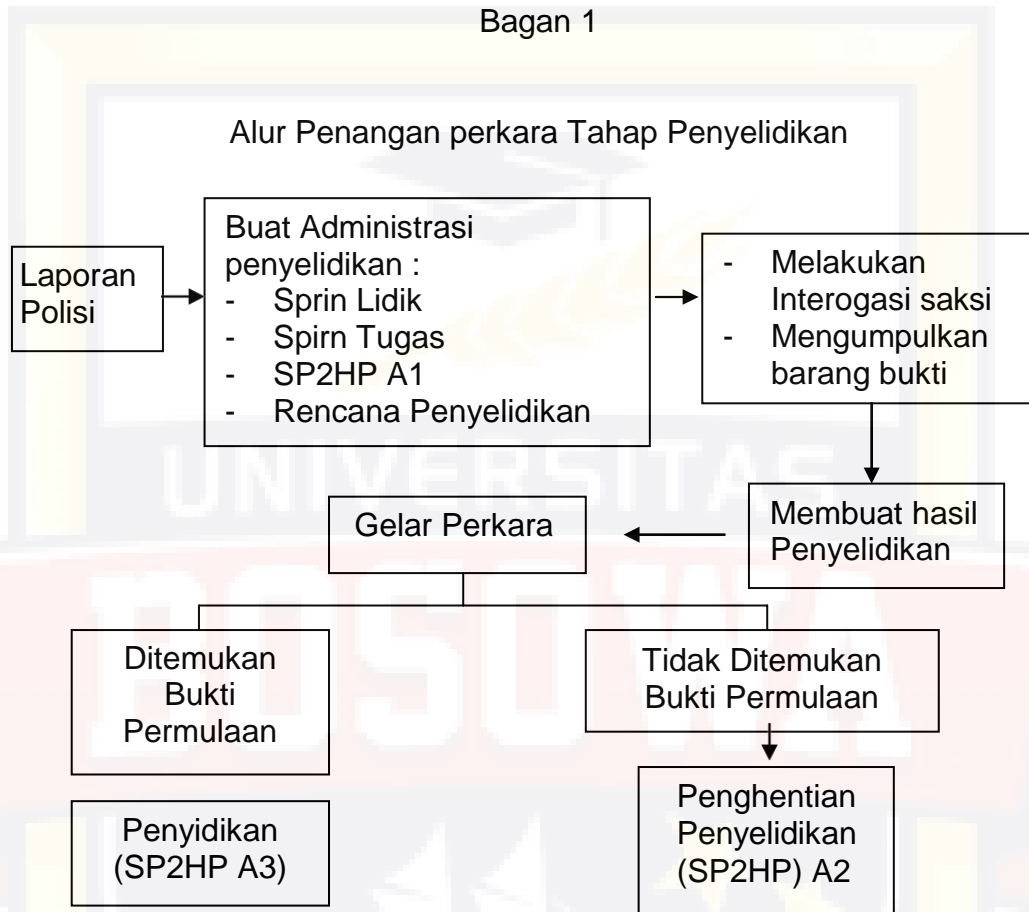 Bagan 1
Alur Penangan perkara Tahap Penyelidikan
Laporan
Polisi
Buat Administrasi
penyelidikan :
- Sprin Lidik
- Spirn Tugas
- SP2HP A1
- Rencana Penyelidikan
- Melakukan
Interogasi saksi
- Mengumpulkan
barang bukti
Membuat hasil
Penyelidikan
Gelar Perkara
Ditemukan
Bukti
Permulaan
Tidak Ditemukan
Bukti Permulaan
Penyidikan
(SP2HP A3)
Penghentian
Penyelidikan
(SP2HP) A2
UNIVERSITAS
BOSOWA